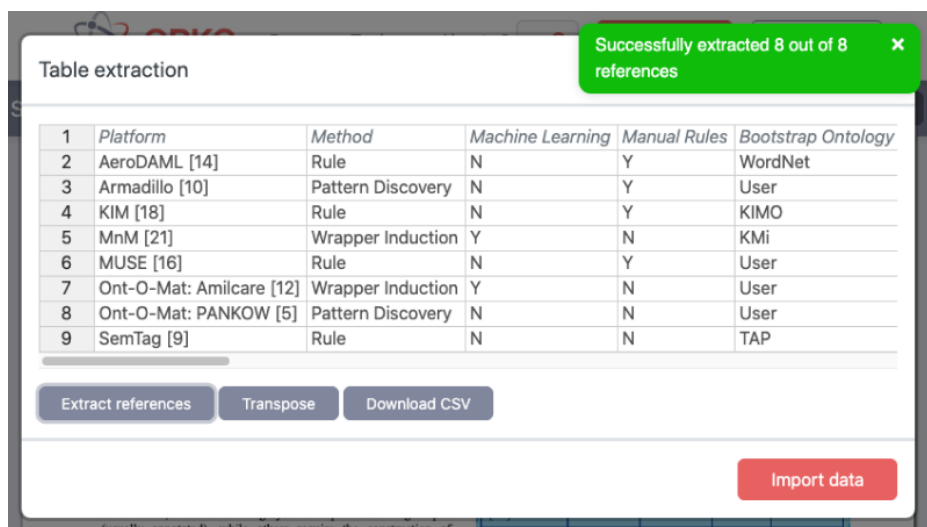 Successfully extracted 8 out of 8 ×
references
Table extraction
1 Platform Method Machine Learning Manual Rules Bootstrap Ontology
2 AeroDAML [14] Rule N Y WordNet
3 Armadillo [10] Pattern Discovery N Y User
4 KIM [18] Rule N Y KIMO
5 MnM [21] Wrapper Induction Y N KMi
6 MUSE [16] Rule N Y User
7 Ont-O-Mat: Amilcare [12] Wrapper Induction Y N User
8 Ont-O-Mat: PANKOW [5] Pattern Discovery N N User
9 SemTag [9] Rule N N TAP
Extract references Transpose Download CSV
Import data